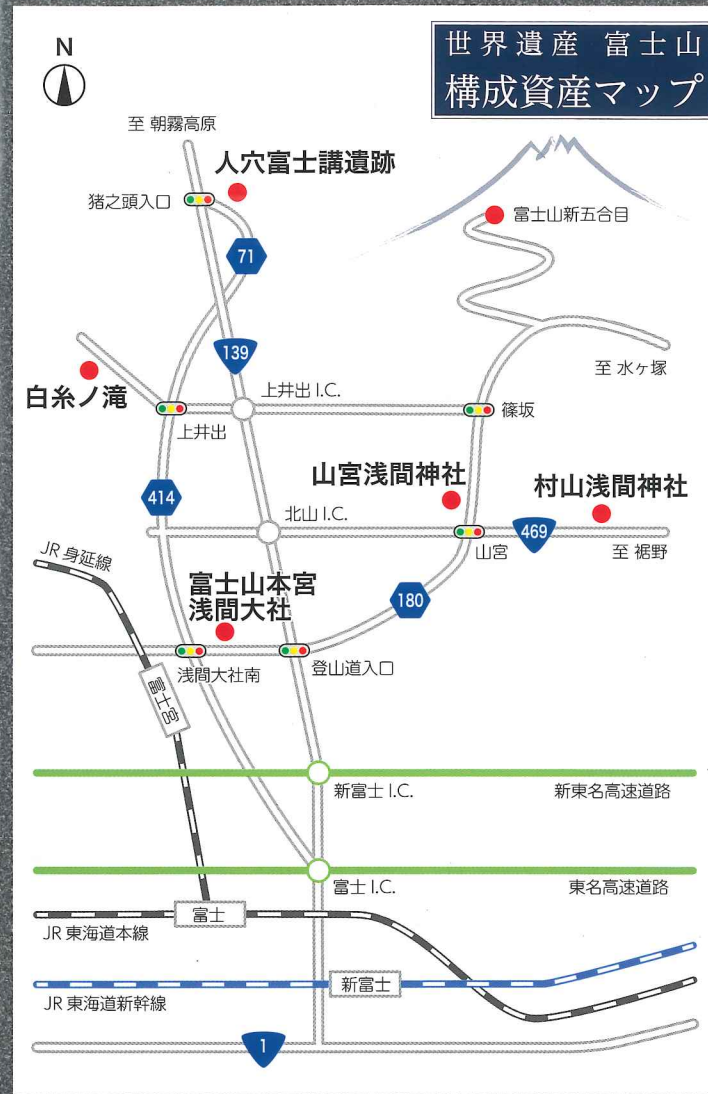 世界遺産 富士山
構成資産マップ
N
至 朝霧高原
人穴富士講遺跡
猪之頭入口
富士山新五合目
71
139
至 水ヶ塚
上井出 I.C.
白糸ノ滝
上井出
篠坂
山宮浅間神社
村山浅間神社
414
北山 I.C.
469
山宮
至 裾野
JR 身延線
富士山本宮
浅間大社
180
浅間大社南
登山道入口
富士宮
新富士 I.C.
新東名高速道路
富士 I.C.
東名高速道路
富士
JR 東海道本線
新富士
JR 東海道新幹線
1